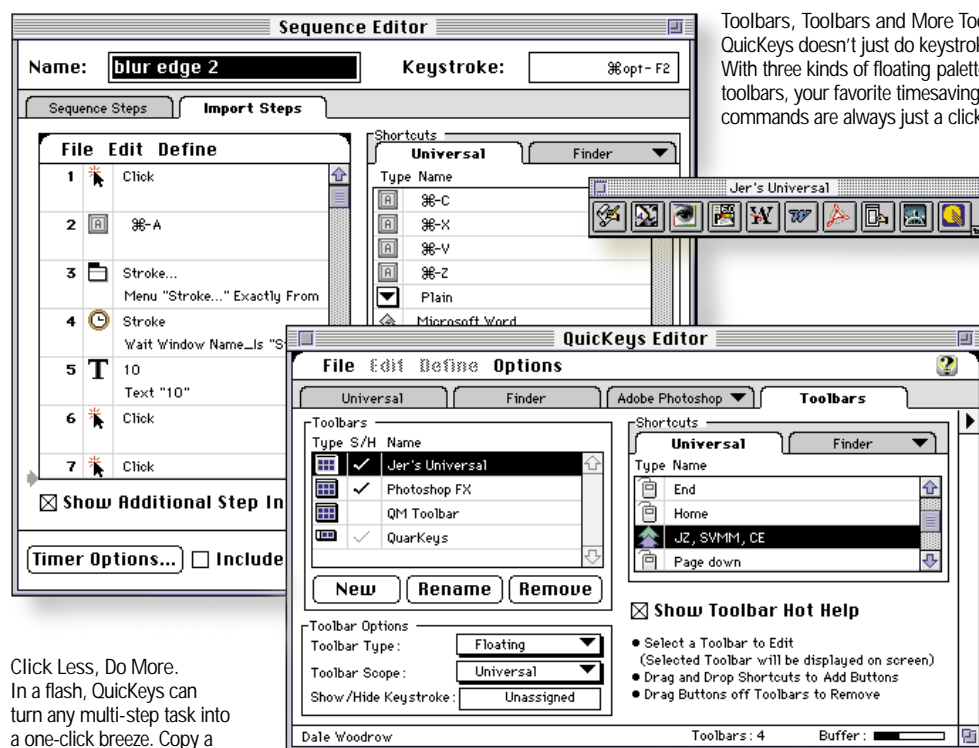 Sequence Editor
Name: blur edge 2 Keystroke: ⌘opt-F2
Sequence Steps Import Steps
File Edit Define
1 Click
2 ⌘-A
3 Stroke...
Menu "Stroke..." Exactly From
4 Stroke
Wait Window Name_Is "S
5 T 10
Text "10"
6 Click
7 Click
Show Additional Step In
Timer Options... Include
Shortcuts
Universal Finder
Type Name
⌘-C
⌘-X
⌘-V
⌘-Z
Plain
Microsoft Word
Toolbars, Toolbars and More Too
QuicKeys doesn't just do keystrok
With three kinds of floating palett
toolbars, your favorite timesaving
commands are always just a click
Jer's Universal
QuicKeys Editor
File Edit Define Options
Universal Finder Adobe Photoshop Toolbars
Toolbars
Type S/H Name
Jer's Universal
Photoshop FX
QM Toolbar
QuarKeys
New Rename Remove
Toolbar Options
Toolbar Type: Floating
Toolbar Scope: Universal
Show/Hide Keystroke: Unassigned
Shortcuts
Universal Finder
Type Name
End
Home
JZ, SVMM, CE
Page down
Show Toolbar Hot Help
• Select a Toolbar to Edit
(Selected Toolbar will be displayed on screen)
• Drag and Drop Shortcuts to Add Buttons
• Drag Buttons off Toolbars to Remove
Dale Woodrow Toolbars: 4 Buffer:
Click Less, Do More.
In a flash, QuicKeys can
turn any multi-step task into
a one-click breeze. Copy a